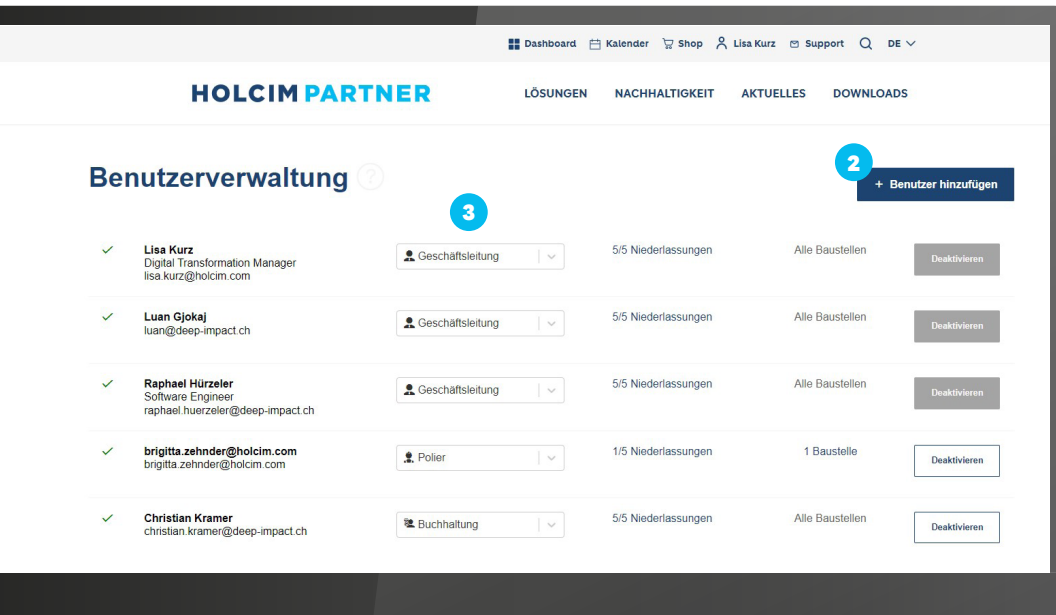 Dashboard Kalender Shop Lisa Kurz Support DE
HOLCIM PARTNER
LÖSUNGEN NACHHALTIGKEIT AKTUELLES DOWNLOADS
Benutzerverwaltung ?
2
+ Benutzer hinzufügen
3
Lisa Kurz
Digital Transformation Manager
lisa.kurz@holcim.com
Geschäftsleitung
5/5 Niederlassungen
Alle Baustellen
Deaktivieren
Luan Gjokaj
luan@deep-impact.ch
Geschäftsleitung
5/5 Niederlassungen
Alle Baustellen
Deaktivieren
Raphael Hürzeler
Software Engineer
raphael.huerzeler@deep-impact.ch
Geschäftsleitung
5/5 Niederlassungen
Alle Baustellen
Deaktivieren
brigitta.zehnder@holcim.com
brigitta.zehnder@holcim.com
Polier
1/5 Niederlassungen
1 Baustelle
Deaktivieren
Christian Kramer
christian.kramer@deep-impact.ch
Buchhaltung
5/5 Niederlassungen
Alle Baustellen
Deaktivieren